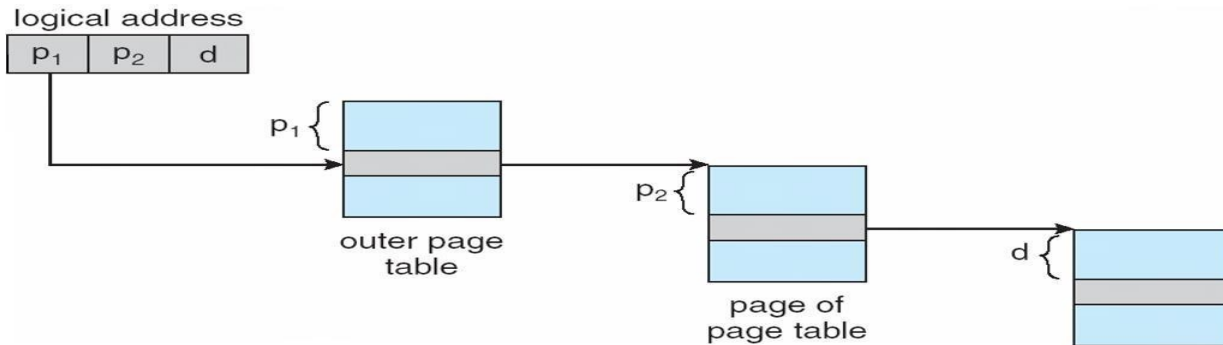 logical address
p₁ p₂ d
p₁
p₂
d
outer page
table
page of
page table